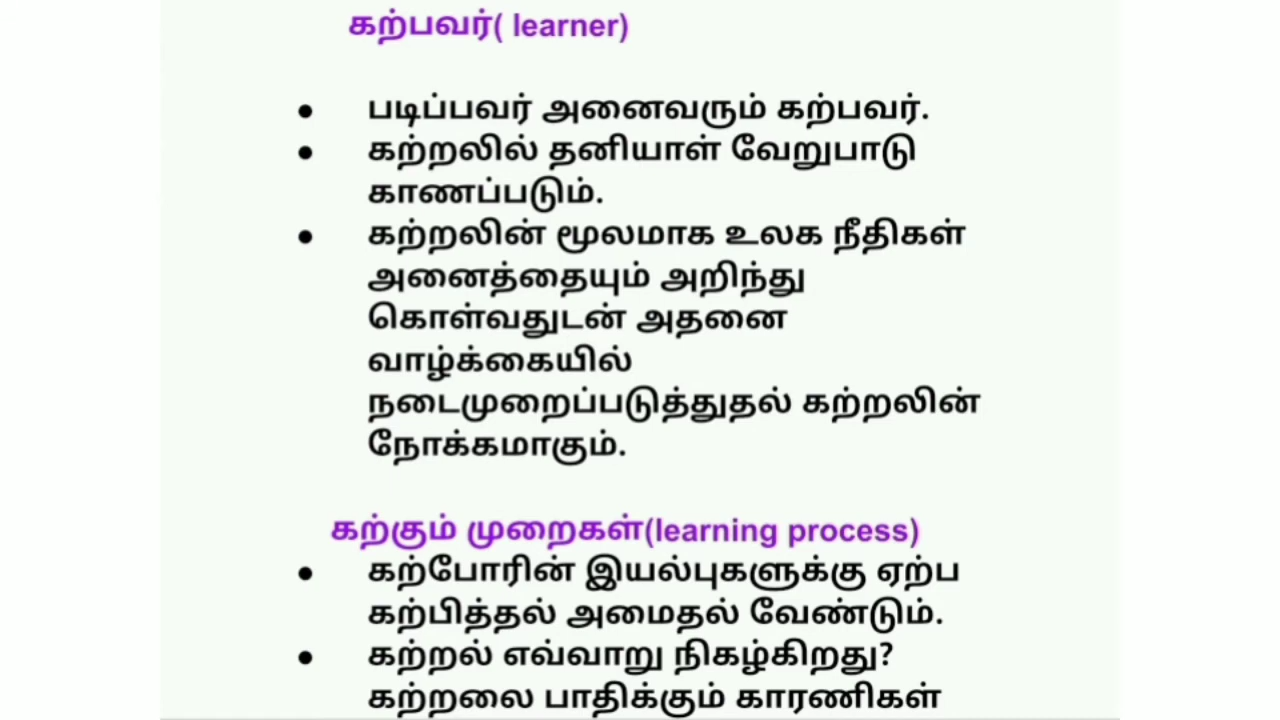 கற்பவர்( learner)
● படிப்பவர் அனைவரும் கற்பவர்.
● கற்றலில் தனியாள் வேறுபாடு
காணப்படும்.
● கற்றலின் மூலமாக உலக நீதிகள்
அனைத்தையும் அறிந்து
கொள்வதுடன் அதனை
வாழ்க்கையில்
நடைமுறைப்படுத்துதல் கற்றலின்
நோக்கமாகும்.
கற்கும் முறைகள்(learning process)
● கற்போரின் இயல்புகளுக்கு ஏற்ப
கற்பித்தல் அமைதல் வேண்டும்.
● கற்றல் எவ்வாறு நிகழ்கிறது?
கற்றலை பாதிக்கும் காரணிகள்